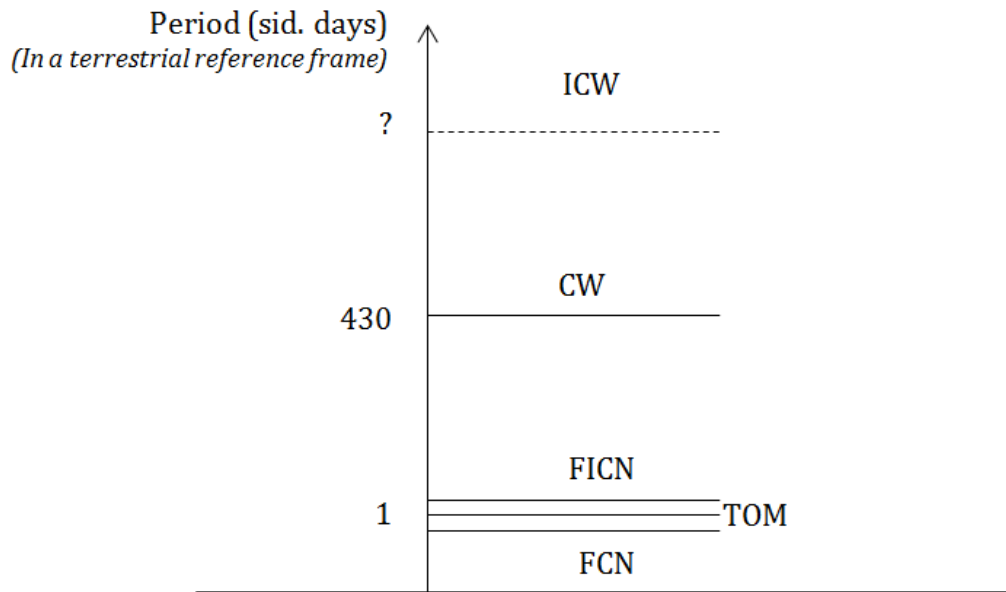 Period (sid. days)
(In a terrestrial reference frame)
ICW
?
CW
430
FICN
1
TOM
FCN